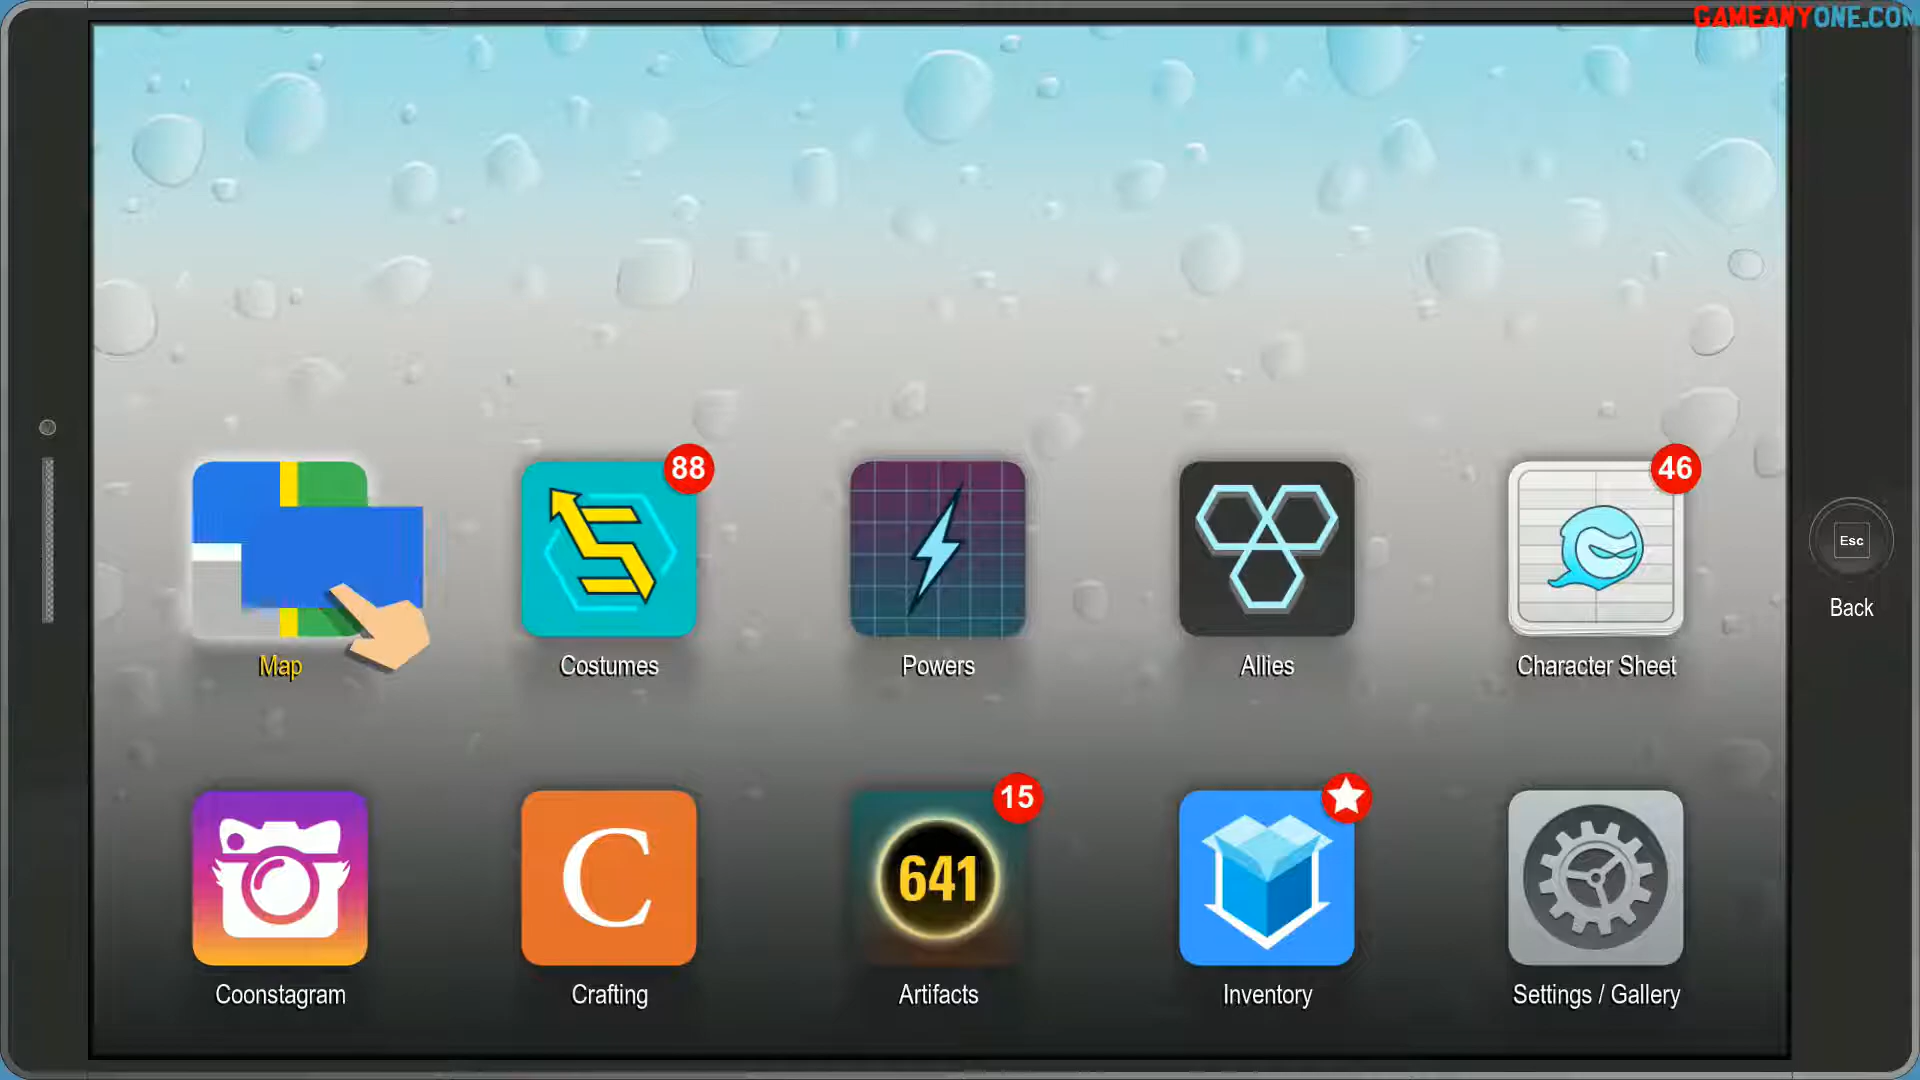 GAMEANYONE.COM
88
46
Esc
Back
Map
Costumes
Powers
Allies
Character Sheet
15
C
641
Coonstagram
Crafting
Artifacts
Inventory
Settings / Gallery